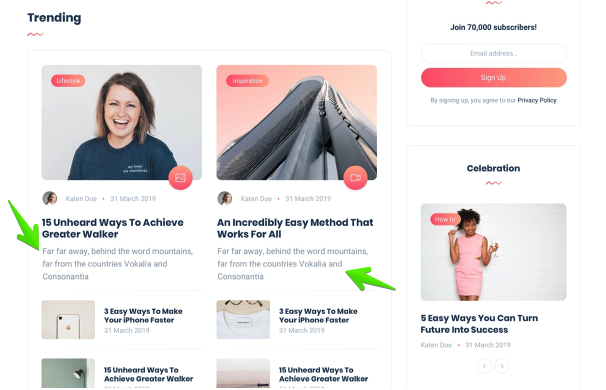 Trending
Lifestyle
Inspiration
Katen Doe • 31 March 2019
15 Unheard Ways To Achieve
Greater Walker
Far far away, behind the word mountains,
far from the countries Vokalia and
Consonantia
Katen Doe • 31 March 2019
An Incredibly Easy Method That
Works For All
Far far away, behind the word mountains,
far from the countries Vokalia and
Consonantia
3 Easy Ways To Make
Your iPhone Faster
31 March 2019
3 Easy Ways To Make
Your iPhone Faster
31 March 2019
15 Unheard Ways To
Achieve Greater Walker
15 Unheard Ways To
Achieve Greater Walker
Join 70,000 subscribers!
Email address...
Sign Up
By signing up, you agree to our Privacy Policy
Celebration
How to
5 Easy Ways You Can Turn
Future Into Success
Katen Doe • 31 March 2019